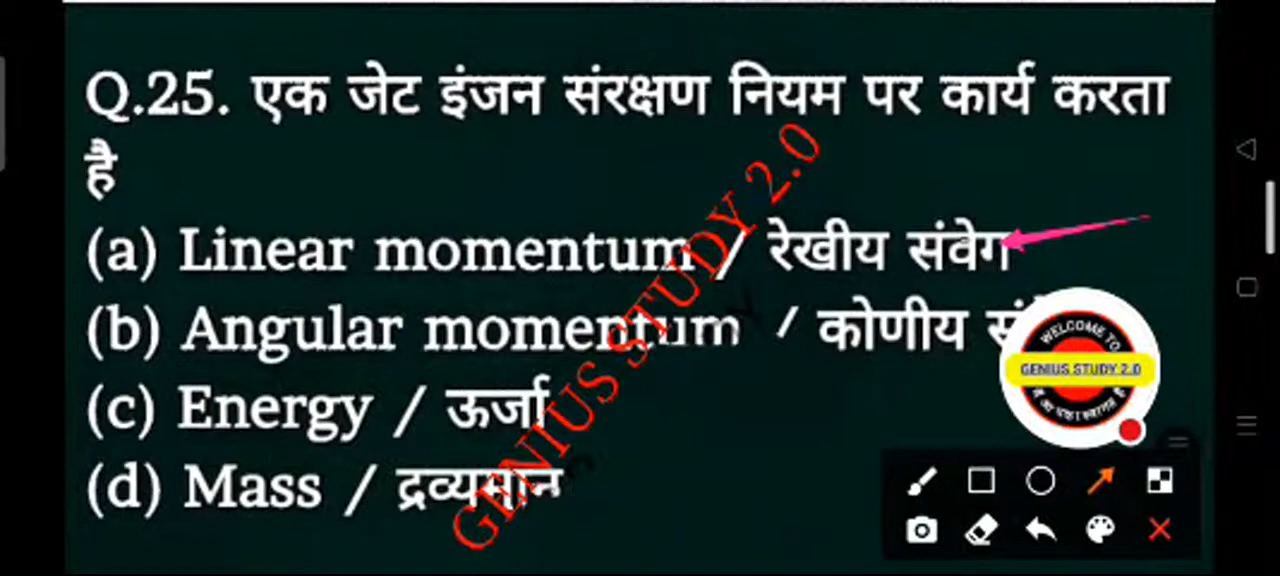 Q.25. एक जेट इंजन संरक्षण नियम पर कार्य करता
है
(a) Linear momentum / रेखीय संवेग
(b) Angular momentum / कोणीय
(c) Energy / ऊर्जा
(d) Mass / द्रव्यमान
GENIUS STUDY 2.0
WELCOME TO
GENIUS STUDY 2.0